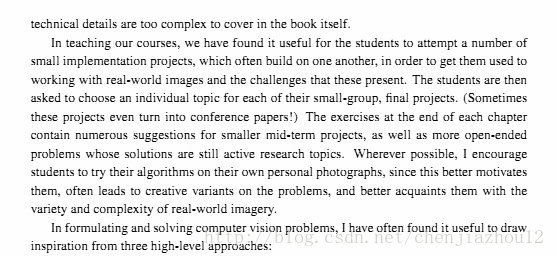 technical details are too complex to cover in the book itself.
In teaching our courses, we have found it useful for the students to attempt a number of
small implementation projects, which often build on one another, in order to get them used to
working with real-world images and the challenges that these present. The students are then
asked to choose an individual topic for each of their small-group, final projects. (Sometimes
these projects even turn into conference papers!) The exercises at the end of each chapter
contain numerous suggestions for smaller mid-term projects, as well as more open-ended
problems whose solutions are still active research topics. Wherever possible, I encourage
students to try their algorithms on their own personal photographs, since this better motivates
them, often leads to creative variants on the problems, and better acquaints them with the
variety and complexity of real-world imagery.
In formulating and solving computer vision problems, I have often found it useful to draw
http://blog.csdn.net/chenjiazhou12
inspiration from three high-level approaches: